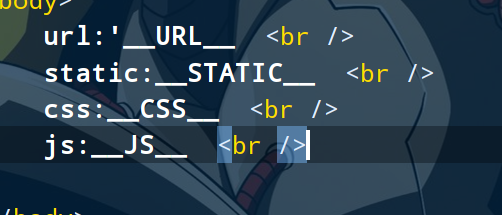 body>
url:'__URL__ <br />
static:__STATIC__ <br />
css:__CSS__ <br />
js:__JS__ <br />
/body>